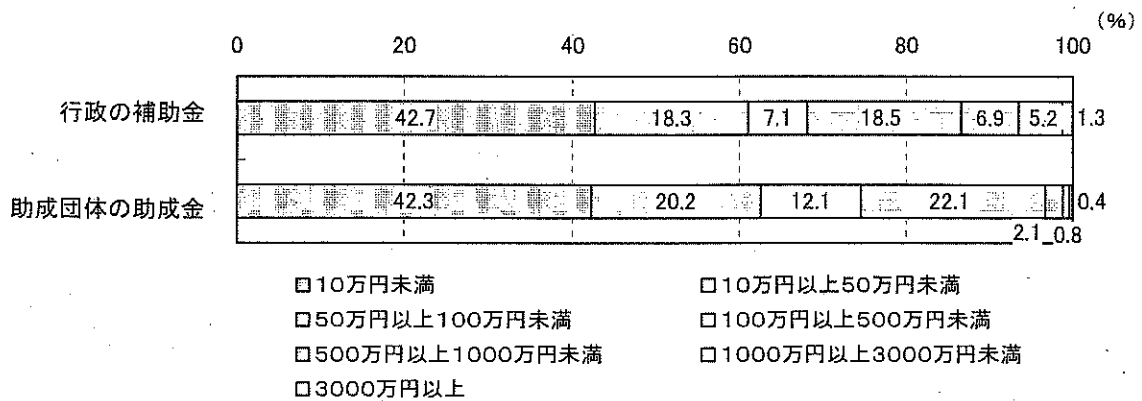 (%)
0 20 40 60 80 100
行政の補助金 42.7 18.3 7.1 18.5 6.9 5.2 1.3
助成団体の助成金 42.3 20.2 12.1 22.1 0.4
2.1 0.8
10万円未満 10万円以上50万円未満
50万円以上100万円未満 100万円以上500万円未満
500万円以上1000万円未満 1000万円以上3000万円未満
3000万円以上